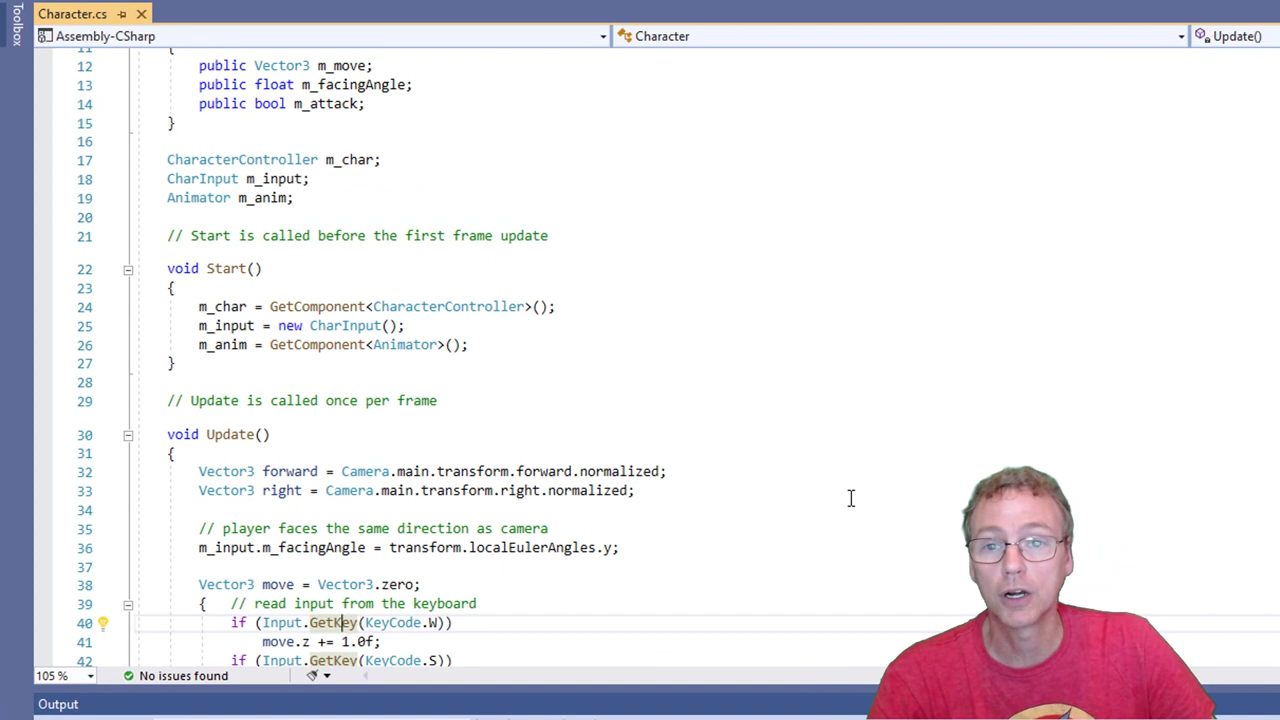 Toolbox
Character.cs
Assembly-CSharp
Character
Update()
11 {
12 public Vector3 m_move;
13 public float m_facingAngle;
14 public bool m_attack;
15 }
16
17 CharacterController m_char;
18 CharInput m_input;
19 Animator m_anim;
20
21 // Start is called before the first frame update
22 void Start()
23 {
24 m_char = GetComponent<CharacterController>();
25 m_input = new CharInput();
26 m_anim = GetComponent<Animator>();
27 }
28
29 // Update is called once per frame
30 void Update()
31 {
32 Vector3 forward = Camera.main.transform.forward.normalized;
33 Vector3 right = Camera.main.transform.right.normalized;
34
35 // player faces the same direction as camera
36 m_input.m_facingAngle = transform.localEulerAngles.y;
37
38 Vector3 move = Vector3.zero;
39 { // read input from the keyboard
40 if (Input.GetKey(KeyCode.W))
41 move.z += 1.0f;
42 if (Input.GetKey(KeyCode.S))
105 %
No issues found
Output